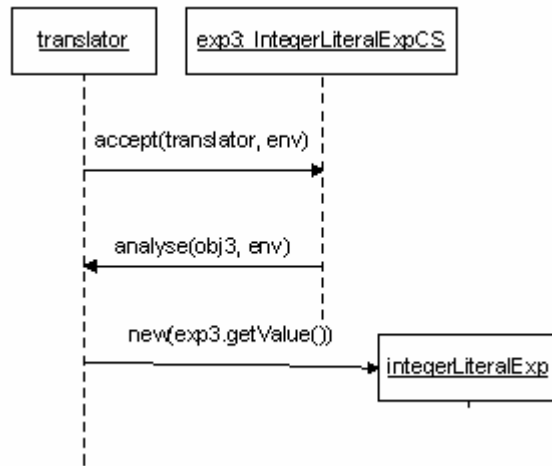 translator
exp3: IntegerLiteralExpCS
accept(translator, env)
analyse(obj3, env)
new(exp3.getValue())
integerLiteralExp